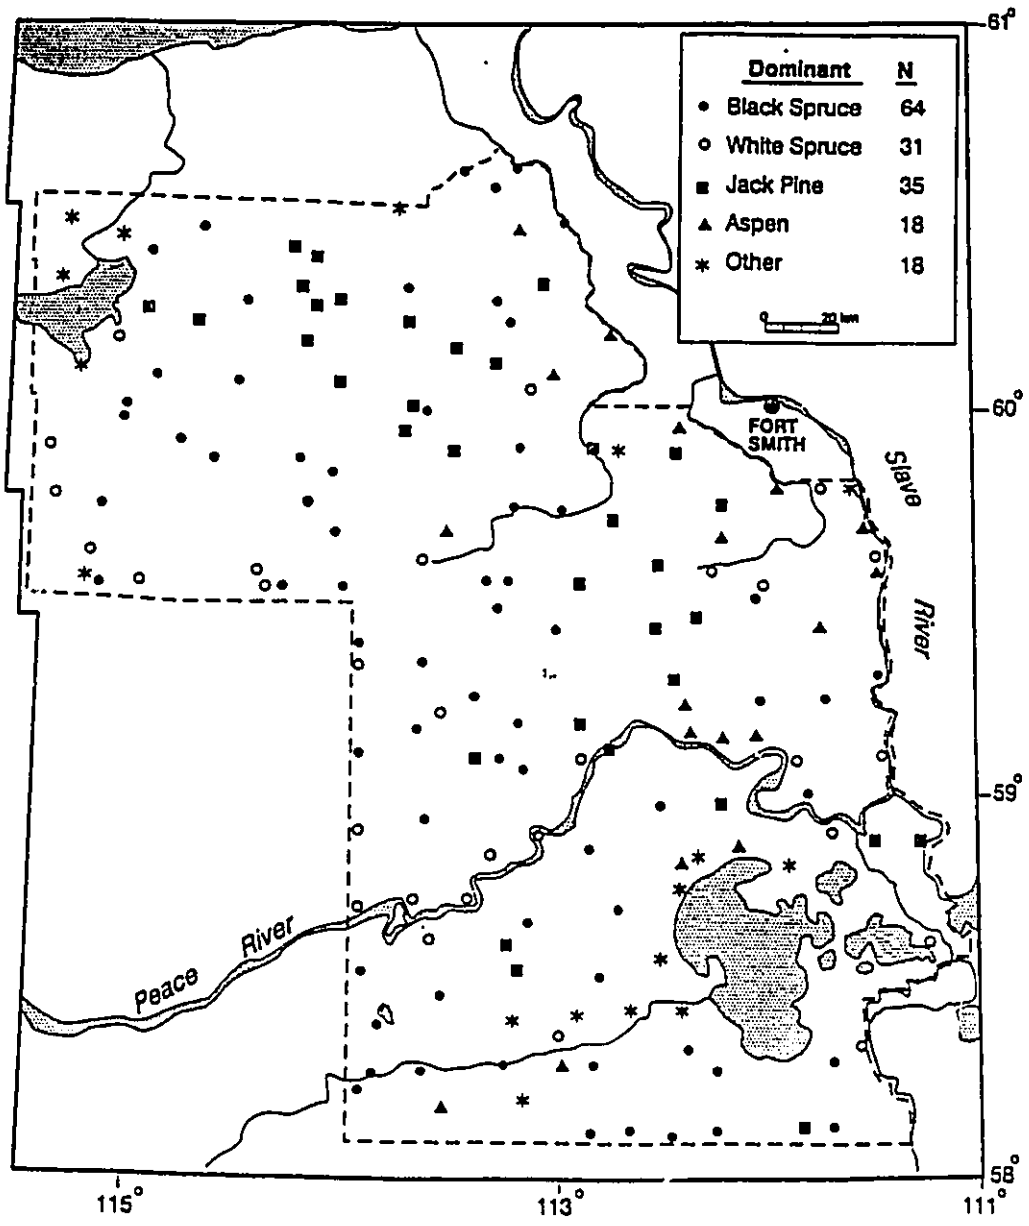 61°
Dominant N
Black Spruce 64
White Spruce 31
Jack Pine 35
Aspen 18
Other 18
0 20 km
60°
FORT
SMITH
Slave
River
59°
Peace River
58°
115° 113° 111°